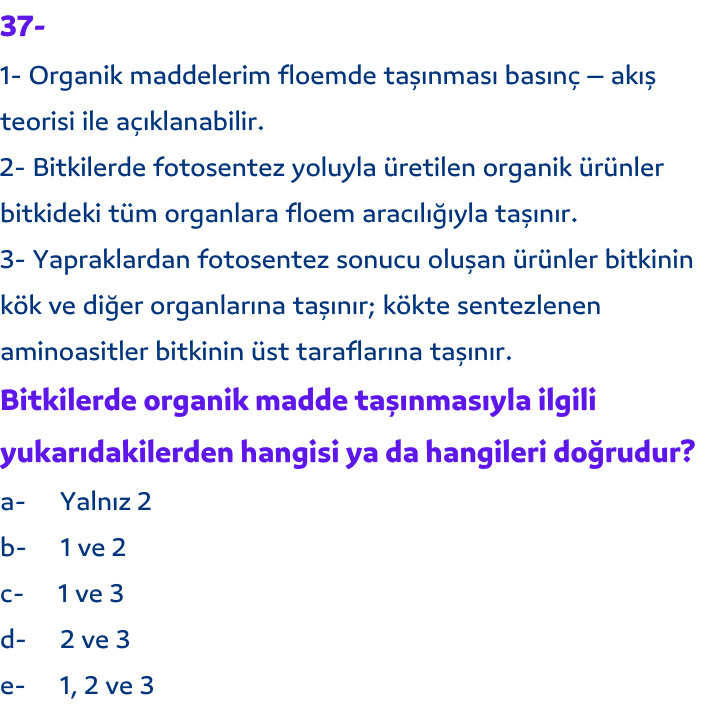 37-
1- Organik maddelerim floemde taşınması basınç – akış
teorisi ile açıklanabilir.
2- Bitkilerde fotosentez yoluyla üretilen organik ürünler
bitkideki tüm organlara floem aracılığıyla taşınır.
3- Yapraklardan fotosentez sonucu oluşan ürünler bitkinin
kök ve diğer organlarına taşınır; kökte sentezlenen
aminoasitler bitkinin üst taraflarına taşınır.
Bitkilerde organik madde taşınmasıyla ilgili
yukarıdakilerden hangisi ya da hangileri doğrudur?
a- Yalnız 2
b- 1 ve 2
c- 1 ve 3
d- 2 ve 3
e- 1, 2 ve 3